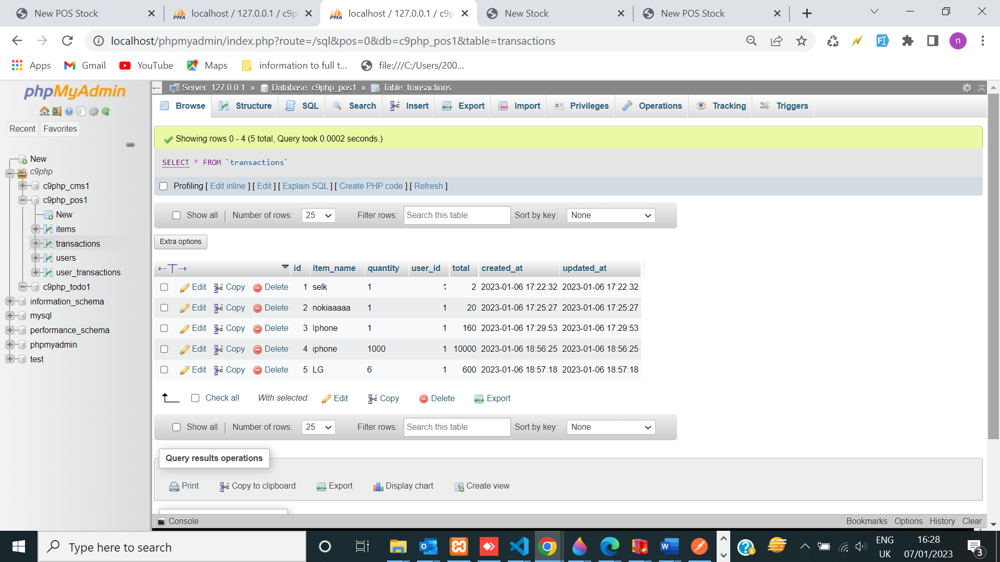 New POS Stock
localhost / 127.0.0.1 / c9p
localhost / 127.0.0.1 / c9p
New Stock
New POS Stock
localhost/phpmyadmin/index.php?route=/sql&pos=0&db=c9php_pos1&table=transactions
n
Apps Gmail YouTube Maps information to full t... file:///C:/Users/200...
phpMyAdmin
Recent Favorites
New
c9php
c9php_cms1
c9php_pos1
New
items
transactions
users
user_transactions
c9php_todo1
information_schema
mysql
performance_schema
phpmyadmin
test
Server: 127.0.0.1 » Database: c9php_pos1 » Table: transactions
Browse Structure SQL Search Insert Export Import Privileges Operations Tracking Triggers
Showing rows 0 - 4 (5 total, Query took 0.0002 seconds.)
SELECT * FROM `transactions`
Profiling [ Edit inline ] [ Edit ] [ Explain SQL ] [ Create PHP code ] [ Refresh ]
Show all | Number of rows: 25 Filter rows: Search this table Sort by key: None
Extra options
id item_name quantity user_id total created_at updated_at
Edit Copy Delete 1 selk 1 1 2 2023-01-06 17:22:32 2023-01-06 17:22:32
Edit Copy Delete 2 nokiaaaaa 1 1 20 2023-01-06 17:25:27 2023-01-06 17:25:27
Edit Copy Delete 3 Iphone 1 1 160 2023-01-06 17:29:53 2023-01-06 17:29:53
Edit Copy Delete 4 iphone 1000 1 10000 2023-01-06 18:56:25 2023-01-06 18:56:25
Edit Copy Delete 5 LG 6 1 600 2023-01-06 18:57:18 2023-01-06 18:57:18
Check all With selected: Edit Copy Delete Export
Show all | Number of rows: 25 Filter rows: Search this table Sort by key: None
Query results operations
Print Copy to clipboard Export Display chart Create view
Console Bookmarks Options History Clear
Type here to search
ENG
UK
16:28
07/01/2023
3